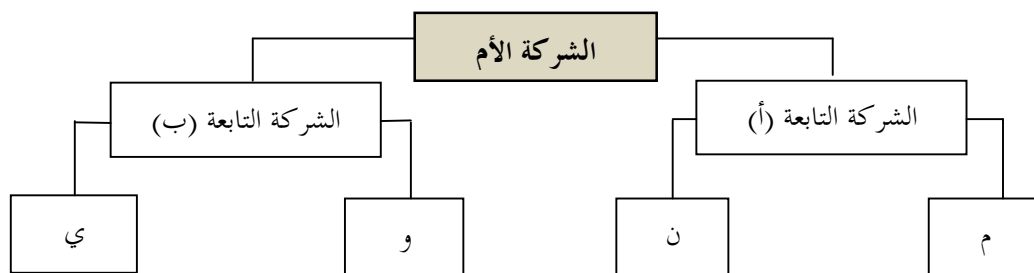 الشركة الأم
الشركة التابعة (أ)
الشركة التابعة (ب)
م
ن
و
ي